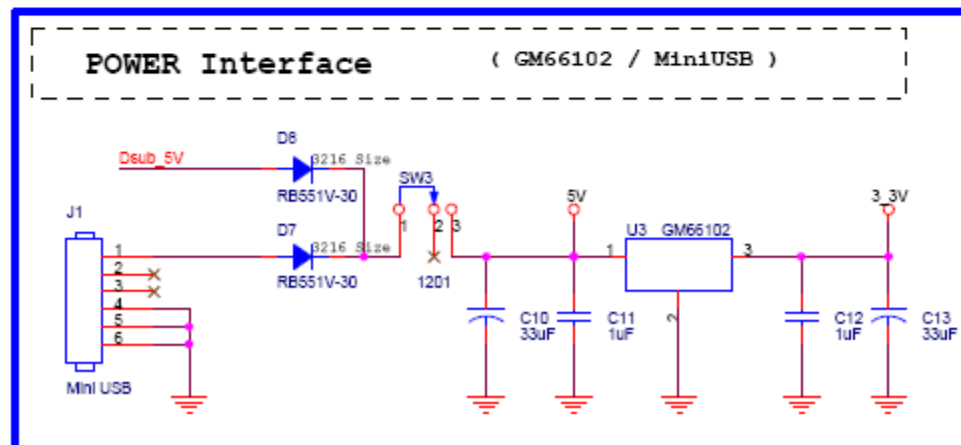 POWER Interface ( GM66102 / MiniUSB )
D6
Dsub_5V
3216 Size
RB551V-30
SW3
5V
3_3V
J1
D7
U3 GM66102
1 2 3
1
3216 Size
1
3
2
RB551V-30
1201
3
4
2
C10
33uF
C11
1uF
C12
1uF
C13
33uF
5
6
Mini USB